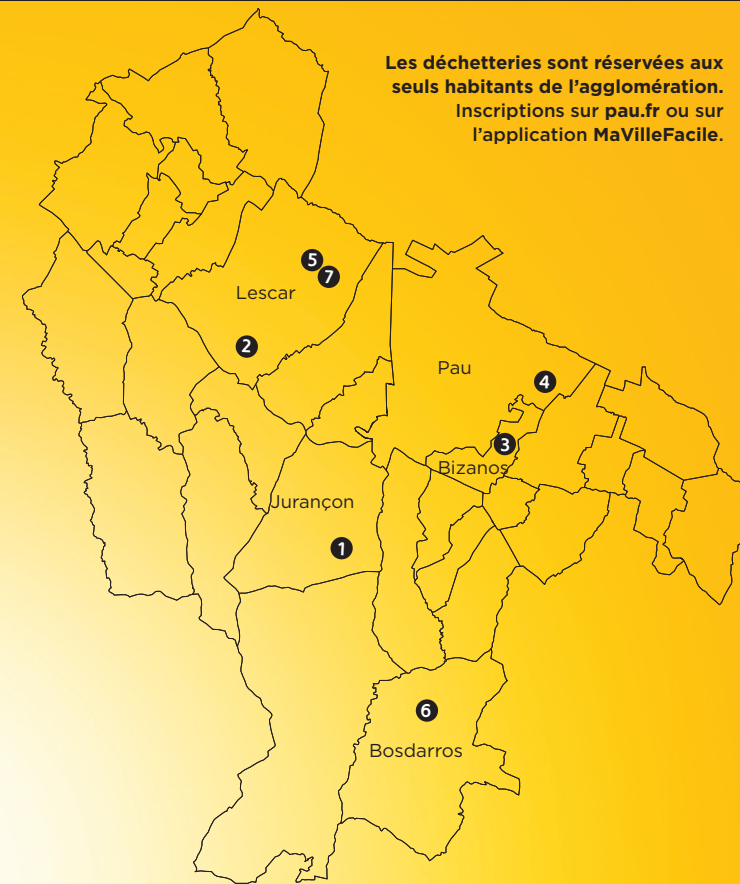 Les déchetteries sont réservées aux
seuls habitants de l’agglomération.
Inscriptions sur pau.fr ou sur
l’application MaVilleFacile.
5
7
Lescar
2
Pau
4
3
Bizanos
Jurançon
1
6
Bosdarros